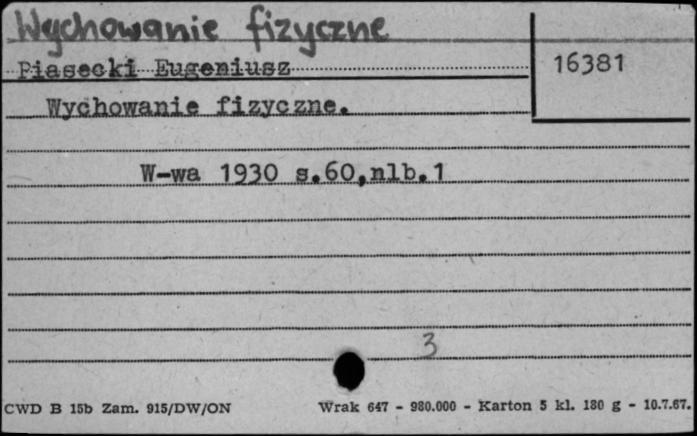 Wychowanie fizyczne
Piasecki Eugeniusz
16381
Wychowanie fizyczne.
W-wa 1930 s.60,nlb.1
3
CWD B 15b Zam. 915/DW/ON Wrak 647 - 980.000 - Karton 5 kl. 180 g - 10.7.67.